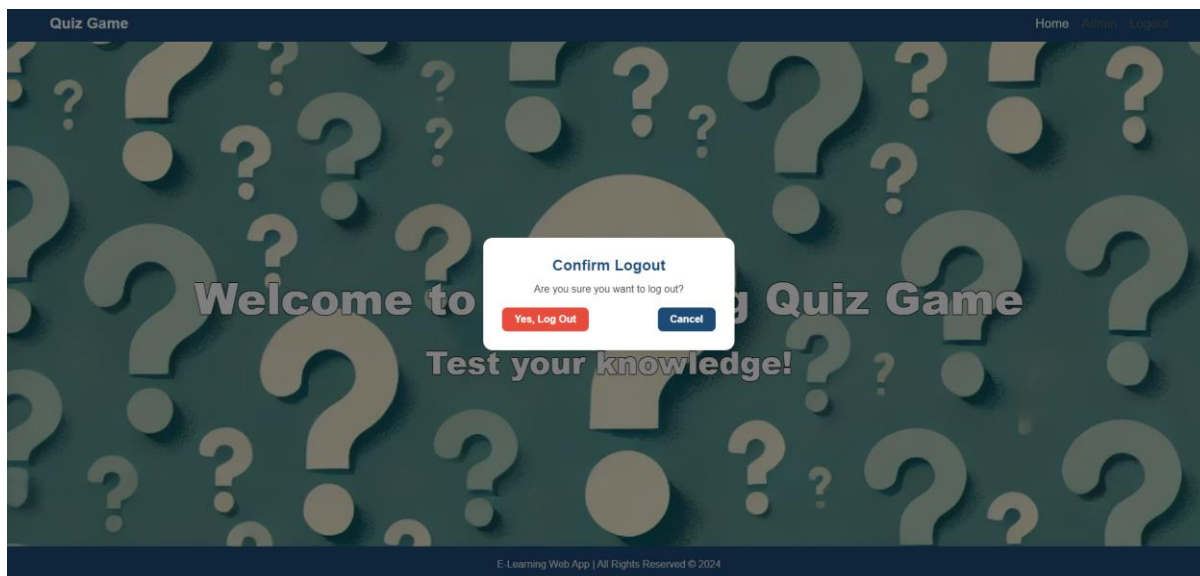 Quiz Game
Home Admin Logout
Confirm Logout
Are you sure you want to log out?
Yes, Log Out Cancel
Welcome to g Quiz Game
Test your knowledge!
E-Learning Web App | All Rights Reserved © 2024